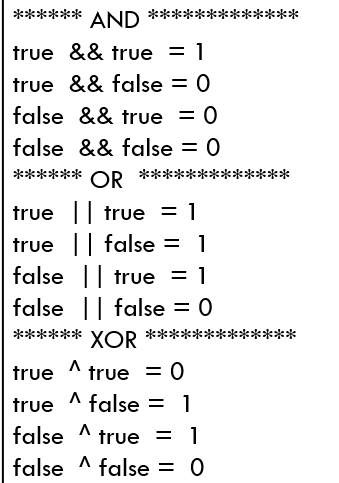 ****** AND *************
true && true = 1
true && false = 0
false && true = 0
false && false = 0
****** OR *************
true || true = 1
true || false = 1
false || true = 1
false || false = 0
****** XOR *************
true ^ true = 0
true ^ false = 1
false ^ true = 1
false ^ false = 0